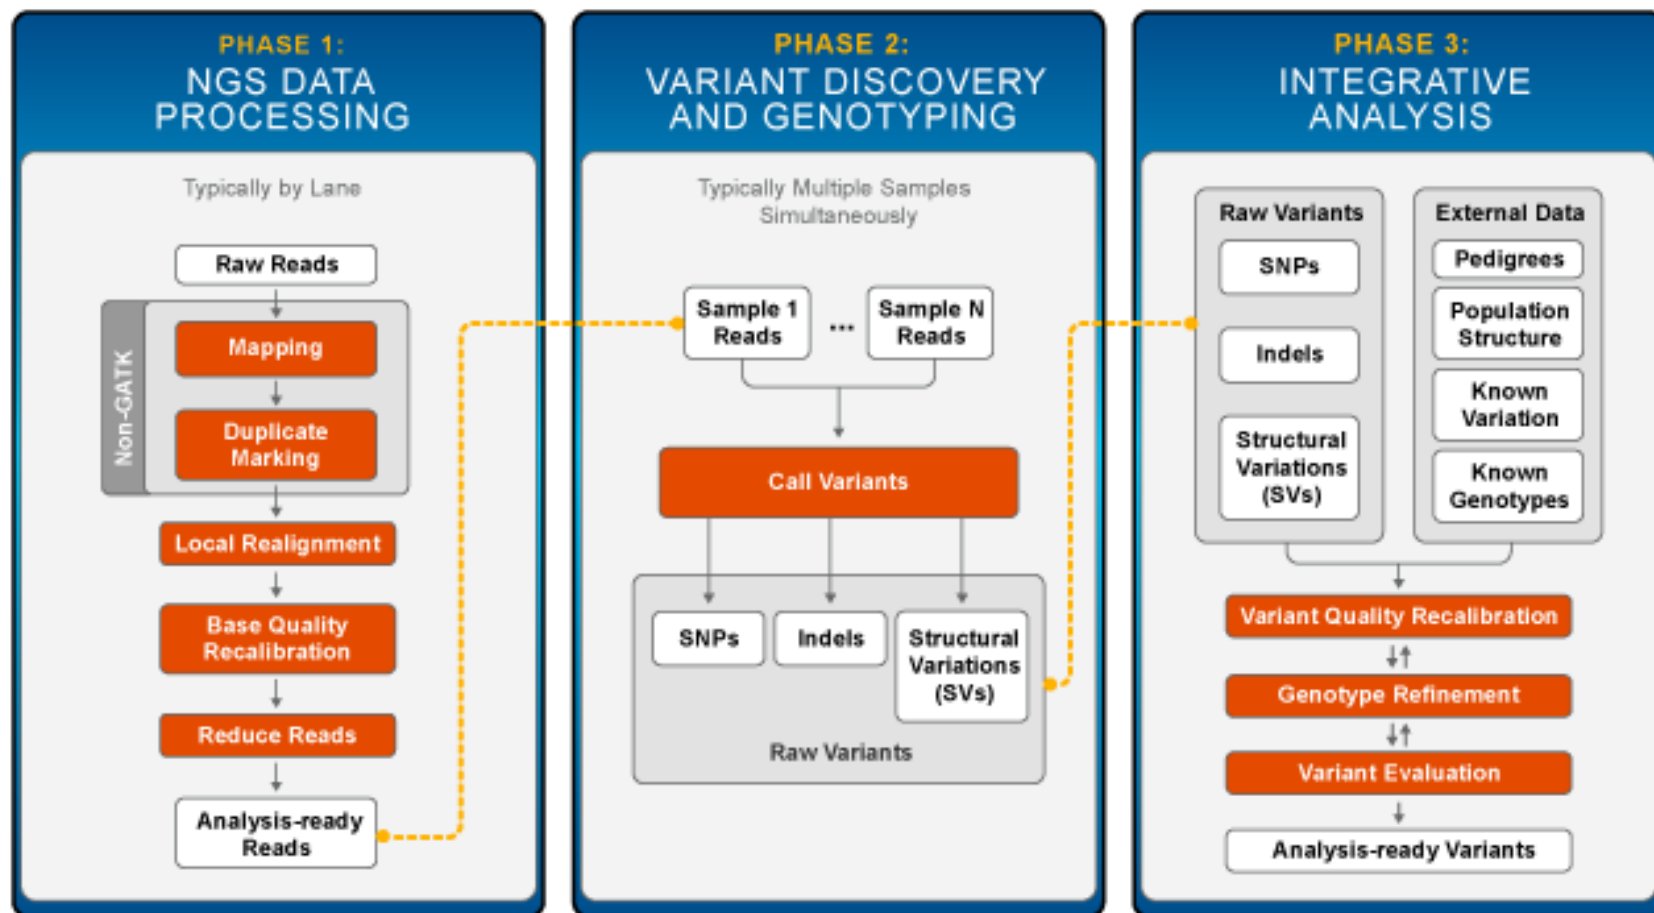 PHASE 1:
NGS DATA
PROCESSING
Typically by Lane
Raw Reads
Non-GATK
Mapping
Duplicate
Marking
Local Realignment
Base Quality
Recalibration
Reduce Reads
Analysis-ready
Reads
PHASE 2:
VARIANT DISCOVERY
AND GENOTYPING
Typically Multiple Samples
Simultaneously
Sample 1
Reads
...
Sample N
Reads
Call Variants
SNPs
Indels
Structural
Variations
(SVs)
Raw Variants
PHASE 3:
INTEGRATIVE
ANALYSIS
Raw Variants
SNPs
Indels
Structural
Variations
(SVs)
External Data
Pedigrees
Population
Structure
Known
Variation
Known
Genotypes
Variant Quality Recalibration
Genotype Refinement
Variant Evaluation
Analysis-ready Variants